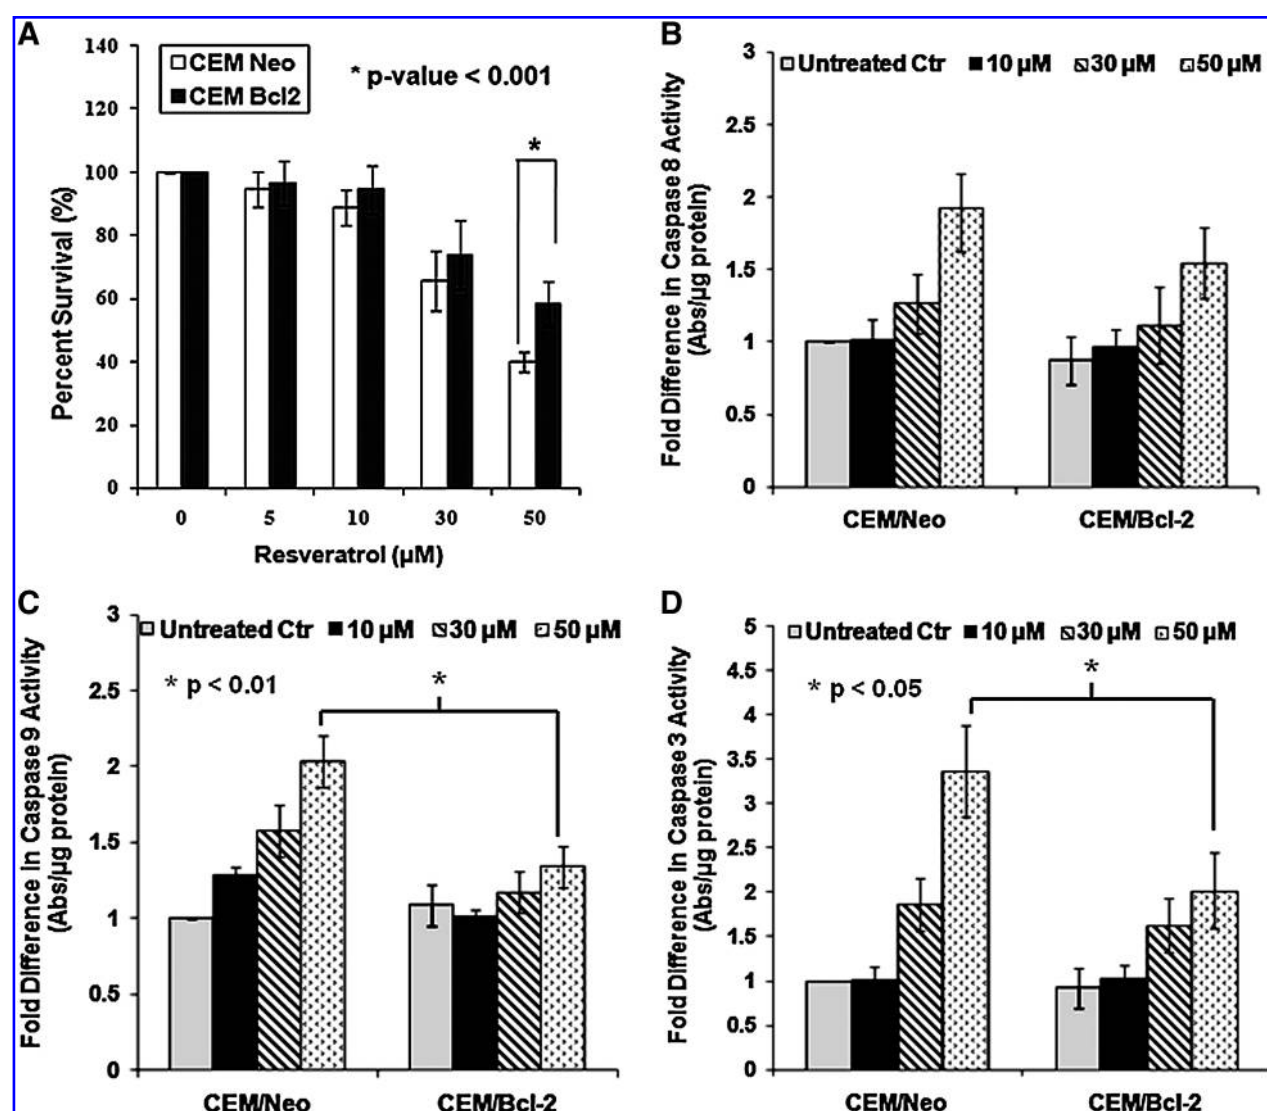 A
140
120
100
80
60
40
20
0
Percent Survival (%)
CEM Neo
CEM Bcl2
* p-value < 0.001
*
0 5 10 30 50
Resveratrol (µM)
B
3
2.5
2
1.5
1
0.5
0
Fold Difference in Caspase 8 Activity
(Abs/µg protein)
Untreated Ctr 10 µM 30 µM 50 µM
CEM/Neo CEM/Bcl-2
C
3
2.5
2
1.5
1
0.5
0
Fold Difference in Caspase 9 Activity
(Abs/µg protein)
Untreated Ctr 10 µM 30 µM 50 µM
* p < 0.01
*
CEM/Neo CEM/Bcl-2
D
5
4.5
4
3.5
3
2.5
2
1.5
1
0.5
0
Fold Difference in Caspase 3 Activity
(Abs/µg protein)
Untreated Ctr 10 µM 30 µM 50 µM
* p < 0.05
*
CEM/Neo CEM/Bcl-2